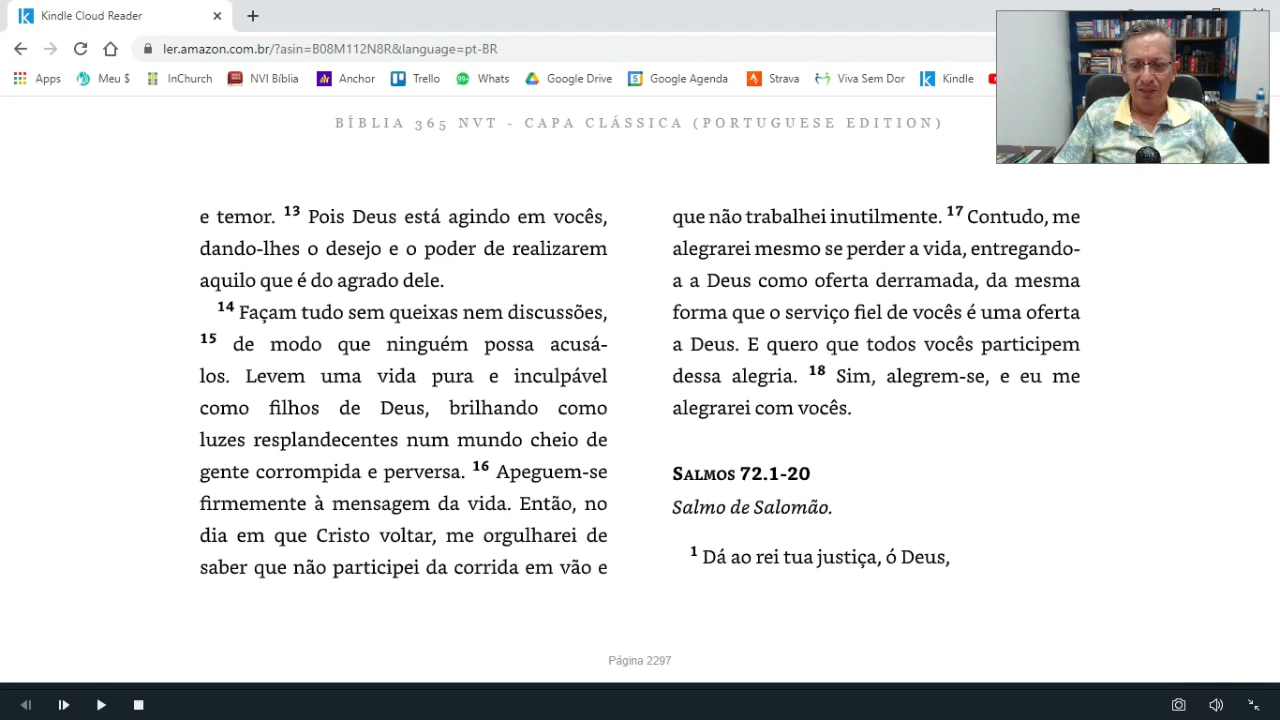 Kindle Cloud Reader
ler.amazon.com.br/?asin=B08M112N8R&language=pt-BR
Apps Meu $ InChurch NVI Bíblia Anchor Trello Whats Google Drive Google Agenda Strava Viva Sem Dor Kindle
BÍBLIA 365 NVT - CAPA CLÁSSICA (PORTUGUESE EDITION)
e temor. 13 Pois Deus está agindo em vocês,
dando-lhes o desejo e o poder de realizarem
aquilo que é do agrado dele.
14 Façam tudo sem queixas nem discussões,
15 de modo que ninguém possa acusá-
los. Levem uma vida pura e inculpável
como filhos de Deus, brilhando como
luzes resplandecentes num mundo cheio de
gente corrompida e perversa. 16 Apeguem-se
firmemente à mensagem da vida. Então, no
dia em que Cristo voltar, me orgulharei de
saber que não participei da corrida em vão e
que não trabalhei inutilmente. 17 Contudo, me
alegrarei mesmo se perder a vida, entregando-
a a Deus como oferta derramada, da mesma
forma que o serviço fiel de vocês é uma oferta
a Deus. E quero que todos vocês participem
dessa alegria. 18 Sim, alegrem-se, e eu me
alegrarei com vocês.
SALMOS 72.1-20
Salmo de Salomão.
1 Dá ao rei tua justiça, ó Deus,
Página 2297